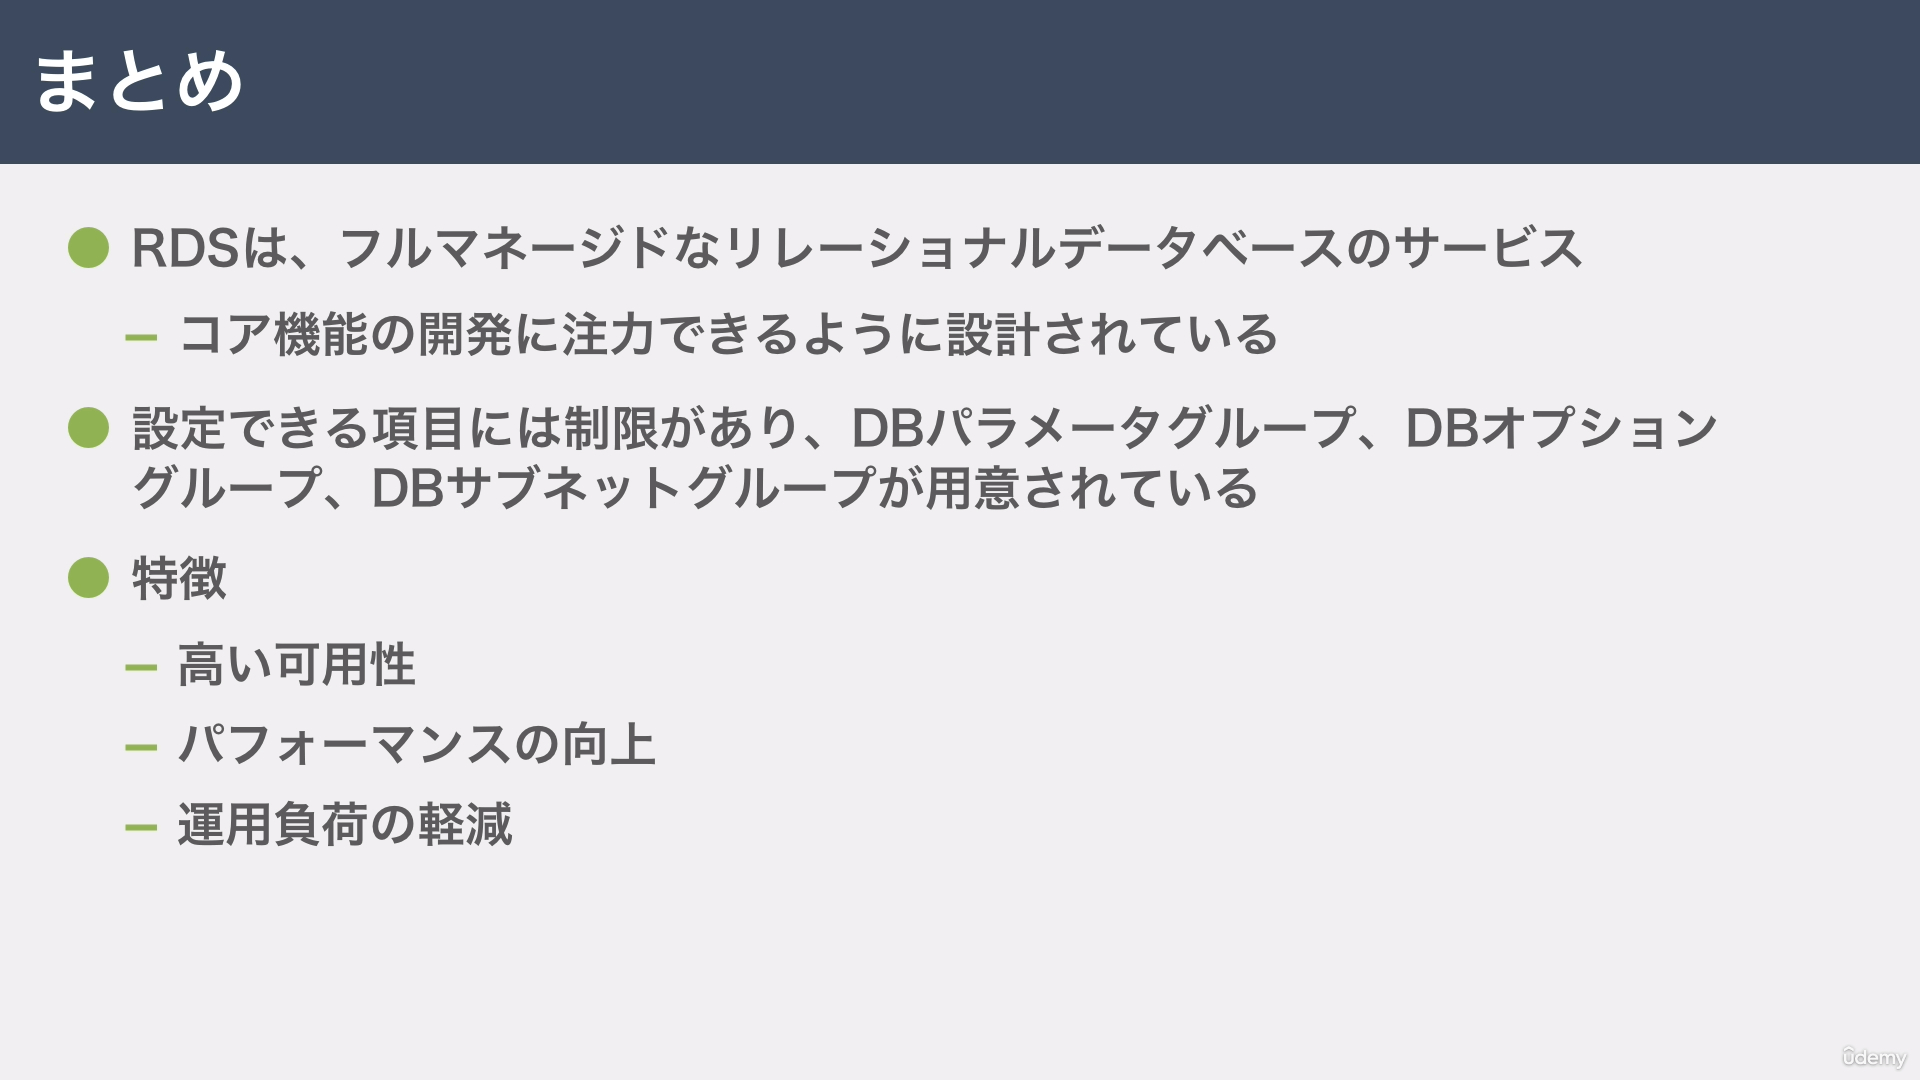 まとめ
● RDSは、フルマネージドなリレーショナルデータベースのサービス
– コア機能の開発に注力できるように設計されている
● 設定できる項目には制限があり、DBパラメータグループ、DBオプション
グループ、DBサブネットグループが用意されている
● 特徴
– 高い可用性
– パフォーマンスの向上
– 運用負荷の軽減
ûdemy